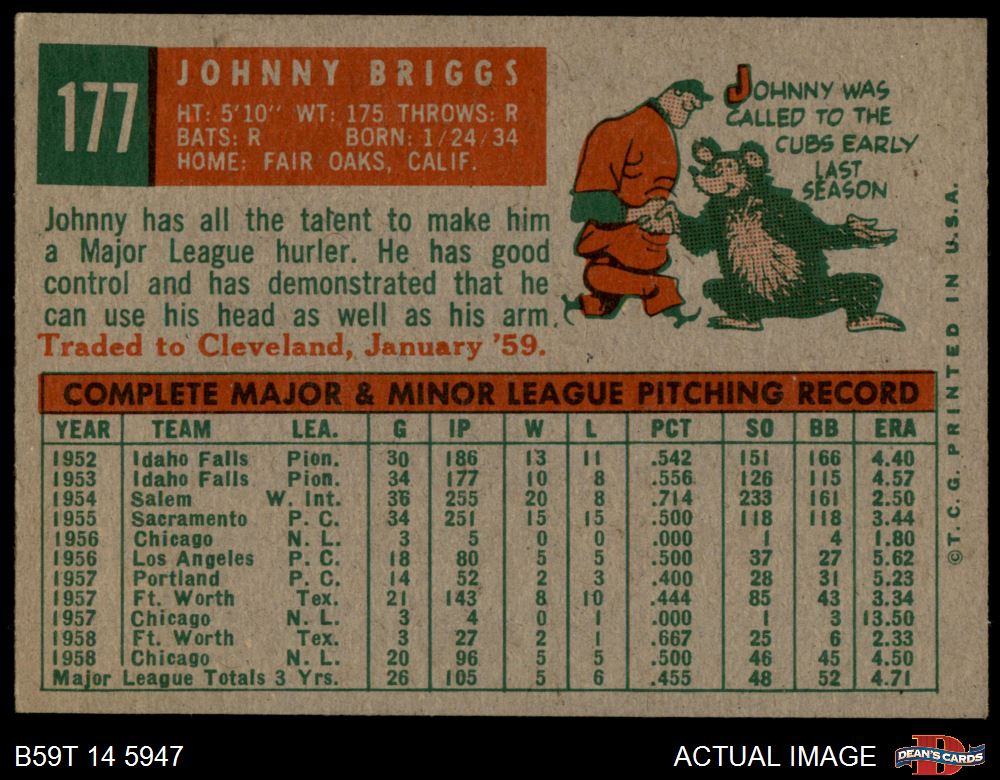 177
JOHNNY BRIGGS
HT: 5'10" WT: 175 THROWS: R
BATS: R BORN: 1/24/34
HOME: FAIR OAKS, CALIF.
JOHNNY WAS
CALLED TO THE
CUBS EARLY
LAST
SEASON
Johnny has all the talent to make him
a Major League hurler. He has good
control and has demonstrated that he
can use his head as well as his arm.
Traded to Cleveland, January '59.
COMPLETE MAJOR & MINOR LEAGUE PITCHING RECORD
YEAR TEAM LEA. G IP W L PCT SO BB ERA
1952 Idaho Falls Pion. 30 186 13 11 .542 151 166 4.40
1953 Idaho Falls Pion. 34 177 10 8 .556 126 115 4.57
1954 Salem W. Int. 36 255 20 8 .714 233 161 2.50
1955 Sacramento P. C. 34 251 15 15 .500 118 118 3.44
1956 Chicago N. L. 3 5 0 0 .000 1 4 1.80
1956 Los Angeles P. C. 18 80 5 5 .500 37 27 5.62
1957 Portland P. C. 14 52 2 3 .400 28 31 5.23
1957 Ft. Worth Tex. 21 143 8 10 .444 85 43 3.34
1957 Chicago N. L. 3 4 0 1 .000 1 3 13.50
1958 Ft. Worth Tex. 3 27 2 1 .667 25 6 2.33
1958 Chicago N. L. 20 96 5 5 .500 46 45 4.50
Major League Totals 3 Yrs. 26 105 5 6 .455 48 52 4.71
©T.C.G. PRINTED IN U.S.A.
B59T 14 5947
ACTUAL IMAGE
DEAN'S CARDS